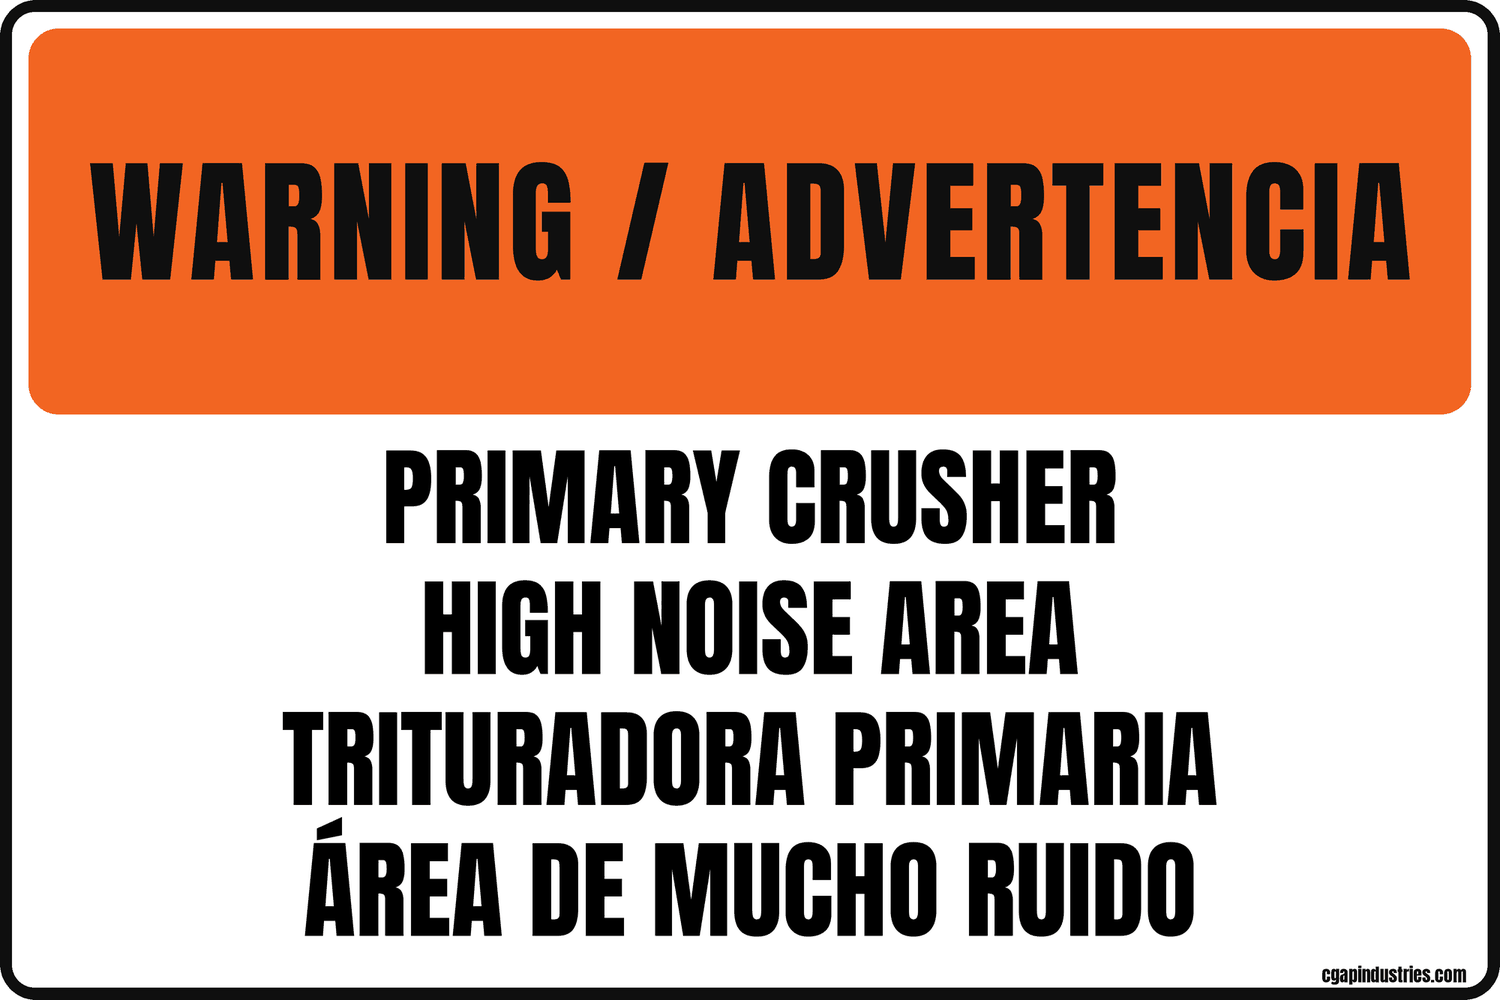 WARNING / ADVERTENCIA
PRIMARY CRUSHER
HIGH NOISE AREA
TRITURADORA PRIMARIA
ÁREA DE MUCHO RUIDO
cgapindustries.com